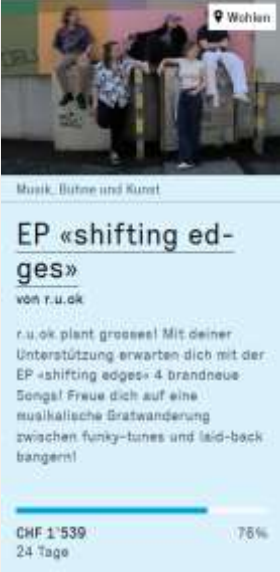 Wohlen
Musik, Bühne und Kunst
EP «shifting ed-
ges»
von r.u.ok
r.u.ok plant grosses! Mit deiner
Unterstützung erwarten dich mit der
EP «shifting edges» 4 brandneue
Songs! Freue dich auf eine
musikalische Gratwanderung
zwischen funky-tunes und laid-back
bangern!
CHF 1'539
76%
24 Tage